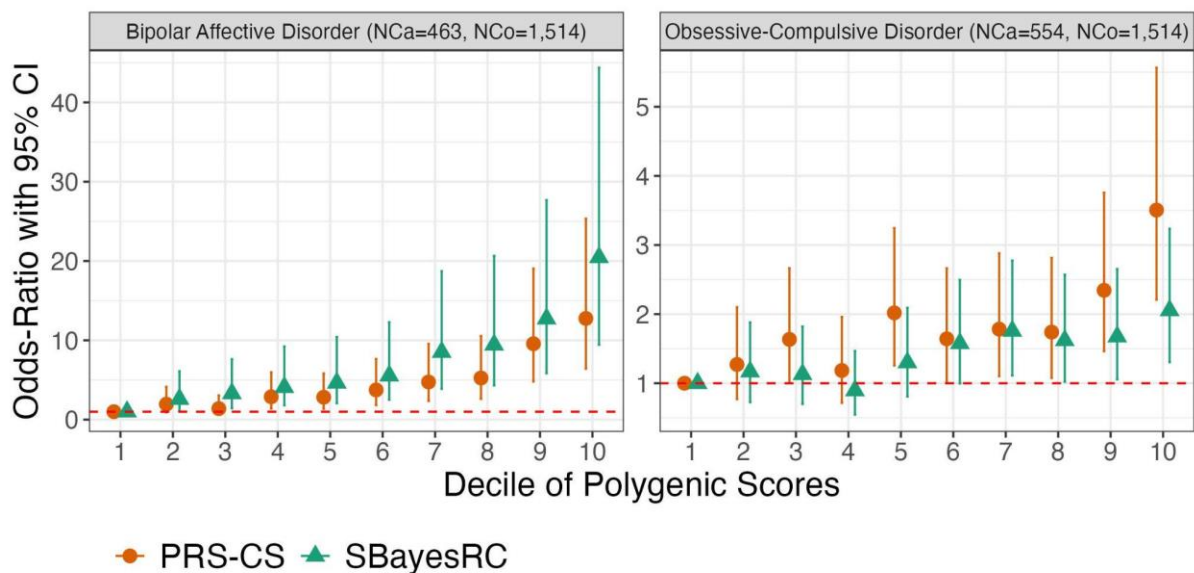 Bipolar Affective Disorder (NCa=463, NCo=1,514)
Obsessive-Compulsive Disorder (NCa=554, NCo=1,514)
Odds-Ratio with 95% CI
40
30
20
10
0
5
4
3
2
1
1 2 3 4 5 6 7 8 9 10
1 2 3 4 5 6 7 8 9 10
Decile of Polygenic Scores
PRS-CS SBayesRC